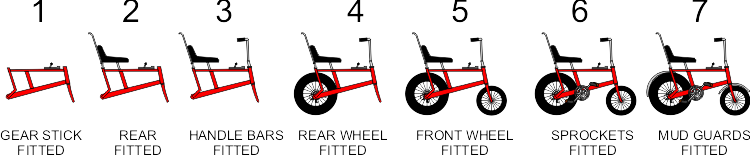 1 2 3 4 5 6 7
GEAR STICK FITTED
REAR FITTED
HANDLE BARS FITTED
REAR WHEEL FITTED
FRONT WHEEL FITTED
SPROCKETS FITTED
MUD GUARDS FITTED